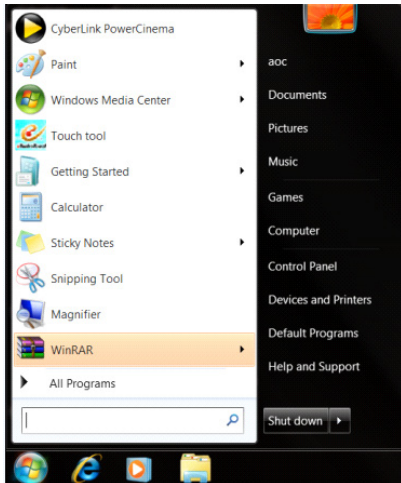 CyberLink PowerCinema
Paint
Windows Media Center
Touch tool
Getting Started
Calculator
Sticky Notes
Snipping Tool
Magnifier
WinRAR
All Programs
aoc
Documents
Pictures
Music
Games
Computer
Control Panel
Devices and Printers
Default Programs
Help and Support
Shut down